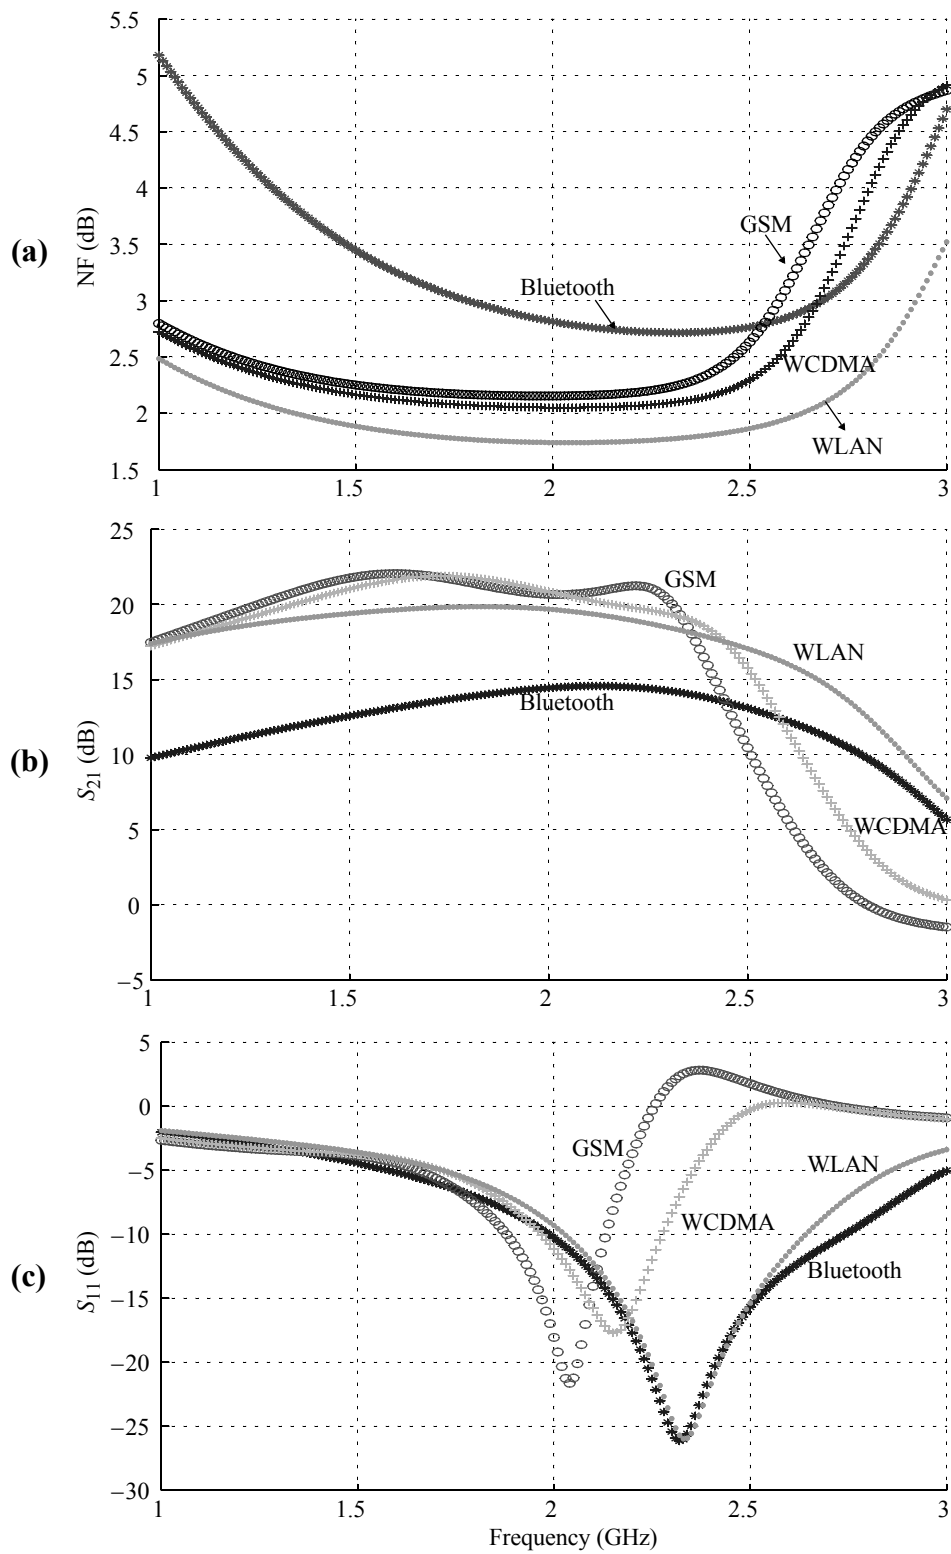 (a)
NF (dB)
5.5
5
4.5
4
3.5
3
2.5
2
1.5
1
1.5
2
2.5
3
GSM
Bluetooth
WCDMA
WLAN
(b)
S21 (dB)
25
20
15
10
5
0
−5
1
1.5
2
2.5
3
GSM
WLAN
Bluetooth
WCDMA
(c)
S11 (dB)
5
0
−5
−10
−15
−20
−25
−30
1
1.5
2
2.5
3
GSM
WLAN
WCDMA
Bluetooth
Frequency (GHz)